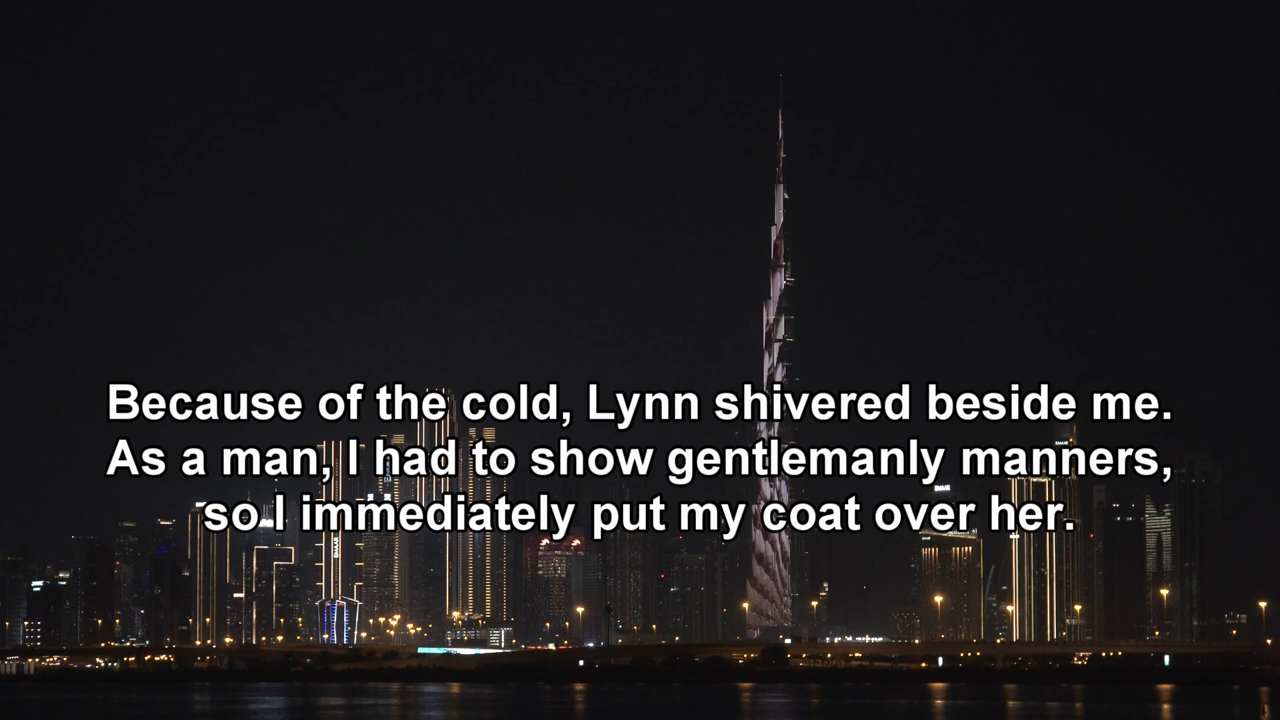 Because of the cold, Lynn shivered beside me.
As a man, I had to show gentlemanly manners,
so I immediately put my coat over her.